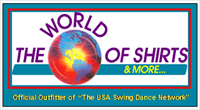 WORLD
THE OF SHIRTS
& MORE...
Official Outfitter of "The USA Swing Dance Network"